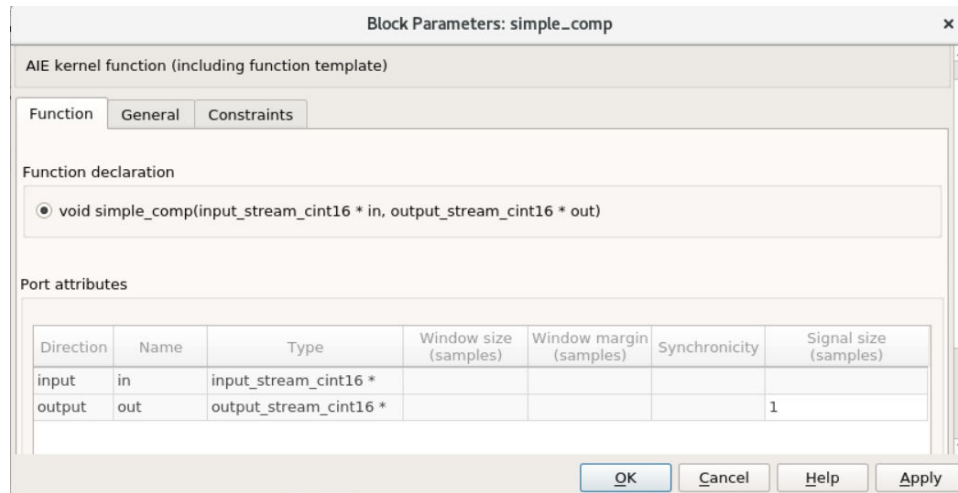 Block Parameters: simple_comp ×
AIE kernel function (including function template)
Function General Constraints
Function declaration
void simple_comp(input_stream_cint16 * in, output_stream_cint16 * out)
Port attributes
Direction Name Type Window size (samples) Window margin (samples) Synchronicity Signal size (samples)
input in input_stream_cint16 *
output out output_stream_cint16 * 1
OK Cancel Help Apply